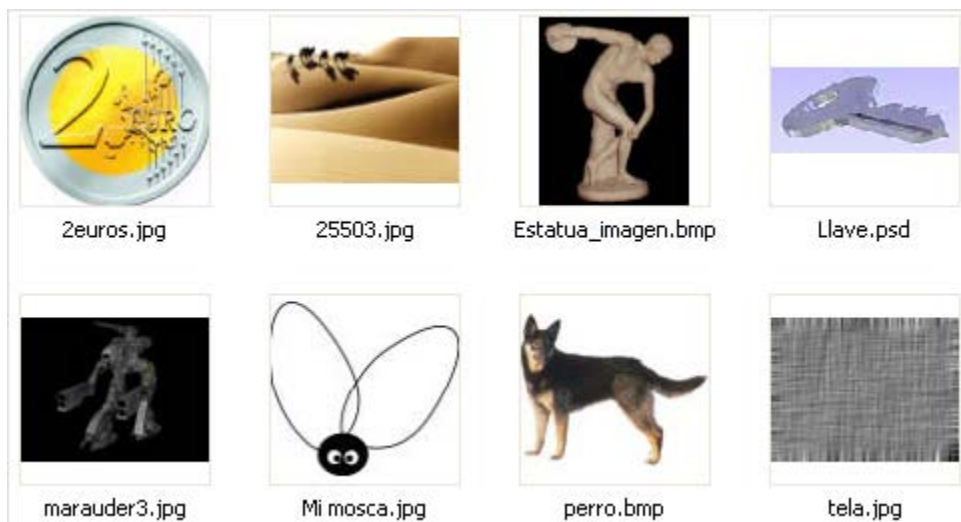 2 EURO
2euros.jpg
25503.jpg
Estatua_imagen.bmp
Llave.psd
marauder3.jpg
Mi mosca.jpg
perro.bmp
tela.jpg